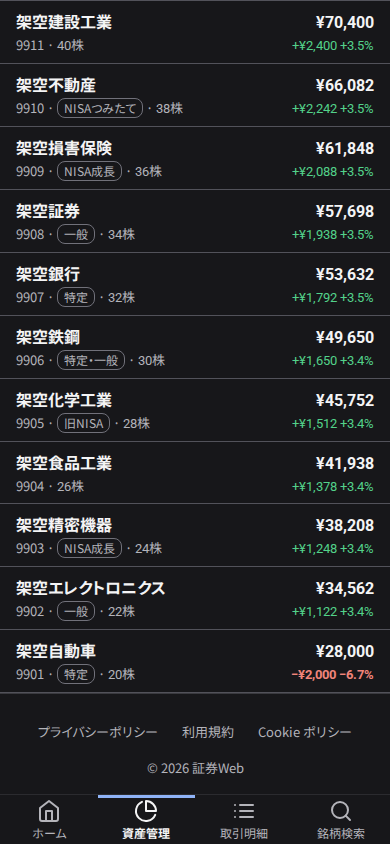 架空建設工業 ¥70,400
9911 · 40株 +¥2,400 +3.5%
架空不動産 ¥66,082
9910 · NISAつみたて · 38株 +¥2,242 +3.5%
架空損害保険 ¥61,848
9909 · NISA成長 · 36株 +¥2,088 +3.5%
架空証券 ¥57,698
9908 · 一般 · 34株 +¥1,938 +3.5%
架空銀行 ¥53,632
9907 · 特定 · 32株 +¥1,792 +3.5%
架空鉄鋼 ¥49,650
9906 · 特定・一般 · 30株 +¥1,650 +3.4%
架空化学工業 ¥45,752
9905 · 旧NISA · 28株 +¥1,512 +3.4%
架空食品工業 ¥41,938
9904 · 26株 +¥1,378 +3.4%
架空精密機器 ¥38,208
9903 · NISA成長 · 24株 +¥1,248 +3.4%
架空エレクトロニクス ¥34,562
9902 · 一般 · 22株 +¥1,122 +3.4%
架空自動車 ¥28,000
9901 · 特定 · 20株 −¥2,000 −6.7%
プライバシーポリシー 利用規約 Cookie ポリシー
© 2026 証券Web
ホーム 資産管理 取引明細 銘柄検索